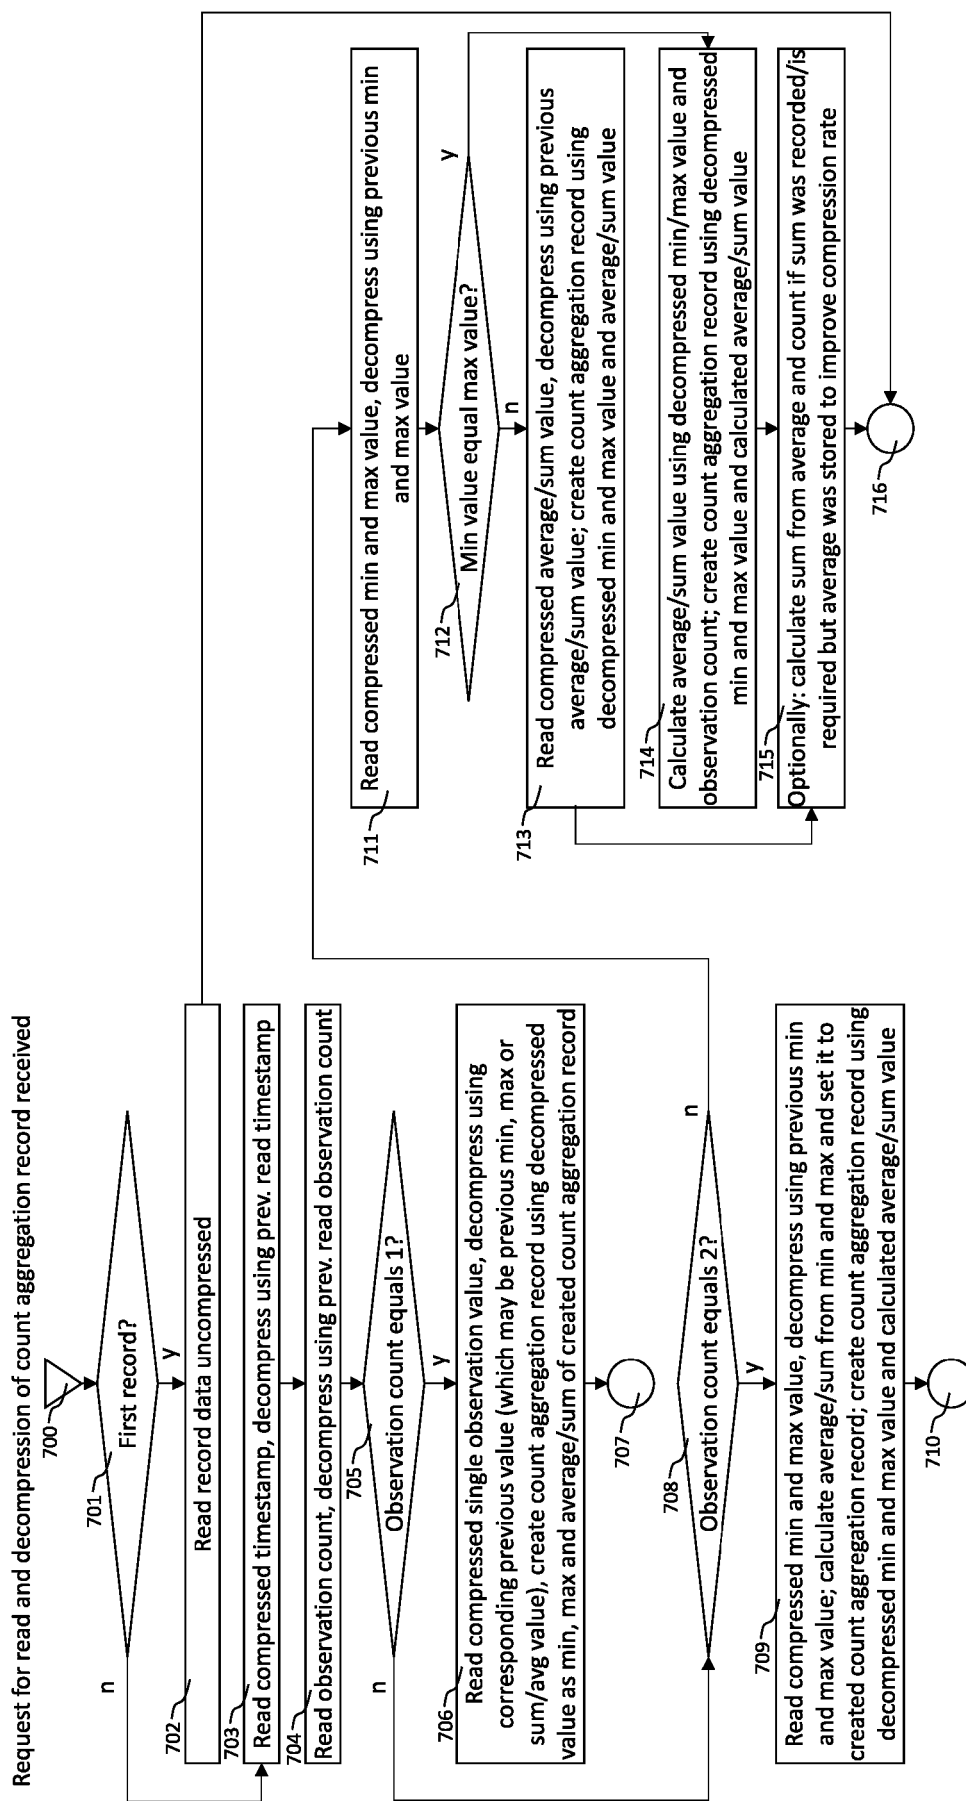 Request for read and decompression of count aggregation record received
700
701
First record?
n
y
702
Read record data uncompressed
703
Read compressed timestamp, decompress using prev. read timestamp
704
Read observation count, decompress using prev. read observation count
705
Observation count equals 1?
n
y
706
Read compressed single observation value, decompress using
corresponding previous value (which may be previous min, max or
sum/avg value), create count aggregation record using decompressed
value as min, max and average/sum of created count aggregation record
707
708
Observation count equals 2?
n
y
709
Read compressed min and max value, decompress using previous min
and max value; calculate average/sum from min and max and set it to
created count aggregation record; create count aggregation record using
decompressed min and max value and calculated average/sum value
710
711
Read compressed min and max value, decompress using previous min
and max value
712
Min value equal max value?
y
n
713
Read compressed average/sum value, decompress using previous
average/sum value; create count aggregation record using
decompressed min and max value and average/sum value
714
Calculate average/sum value using decompressed min/max value and
observation count; create count aggregation record using decompressed
min and max value and calculated average/sum value
715
Optionally: calculate sum from average and count if sum was recorded/is
required but average was stored to improve compression rate
716